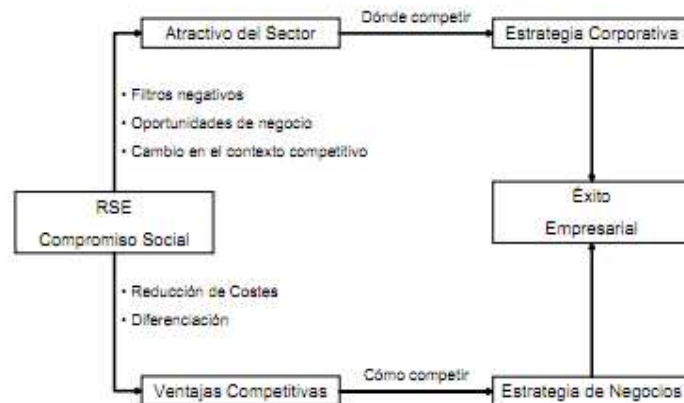 Atractivo del Sector
Dónde competir
Estrategia Corporativa
• Filtros negativos
• Oportunidades de negocio
• Cambio en el contexto competitivo
RSE
Compromiso Social
Éxito
Empresarial
• Reducción de Costes
• Diferenciación
Ventajas Competitivas
Cómo competir
Estrategia de Negocios